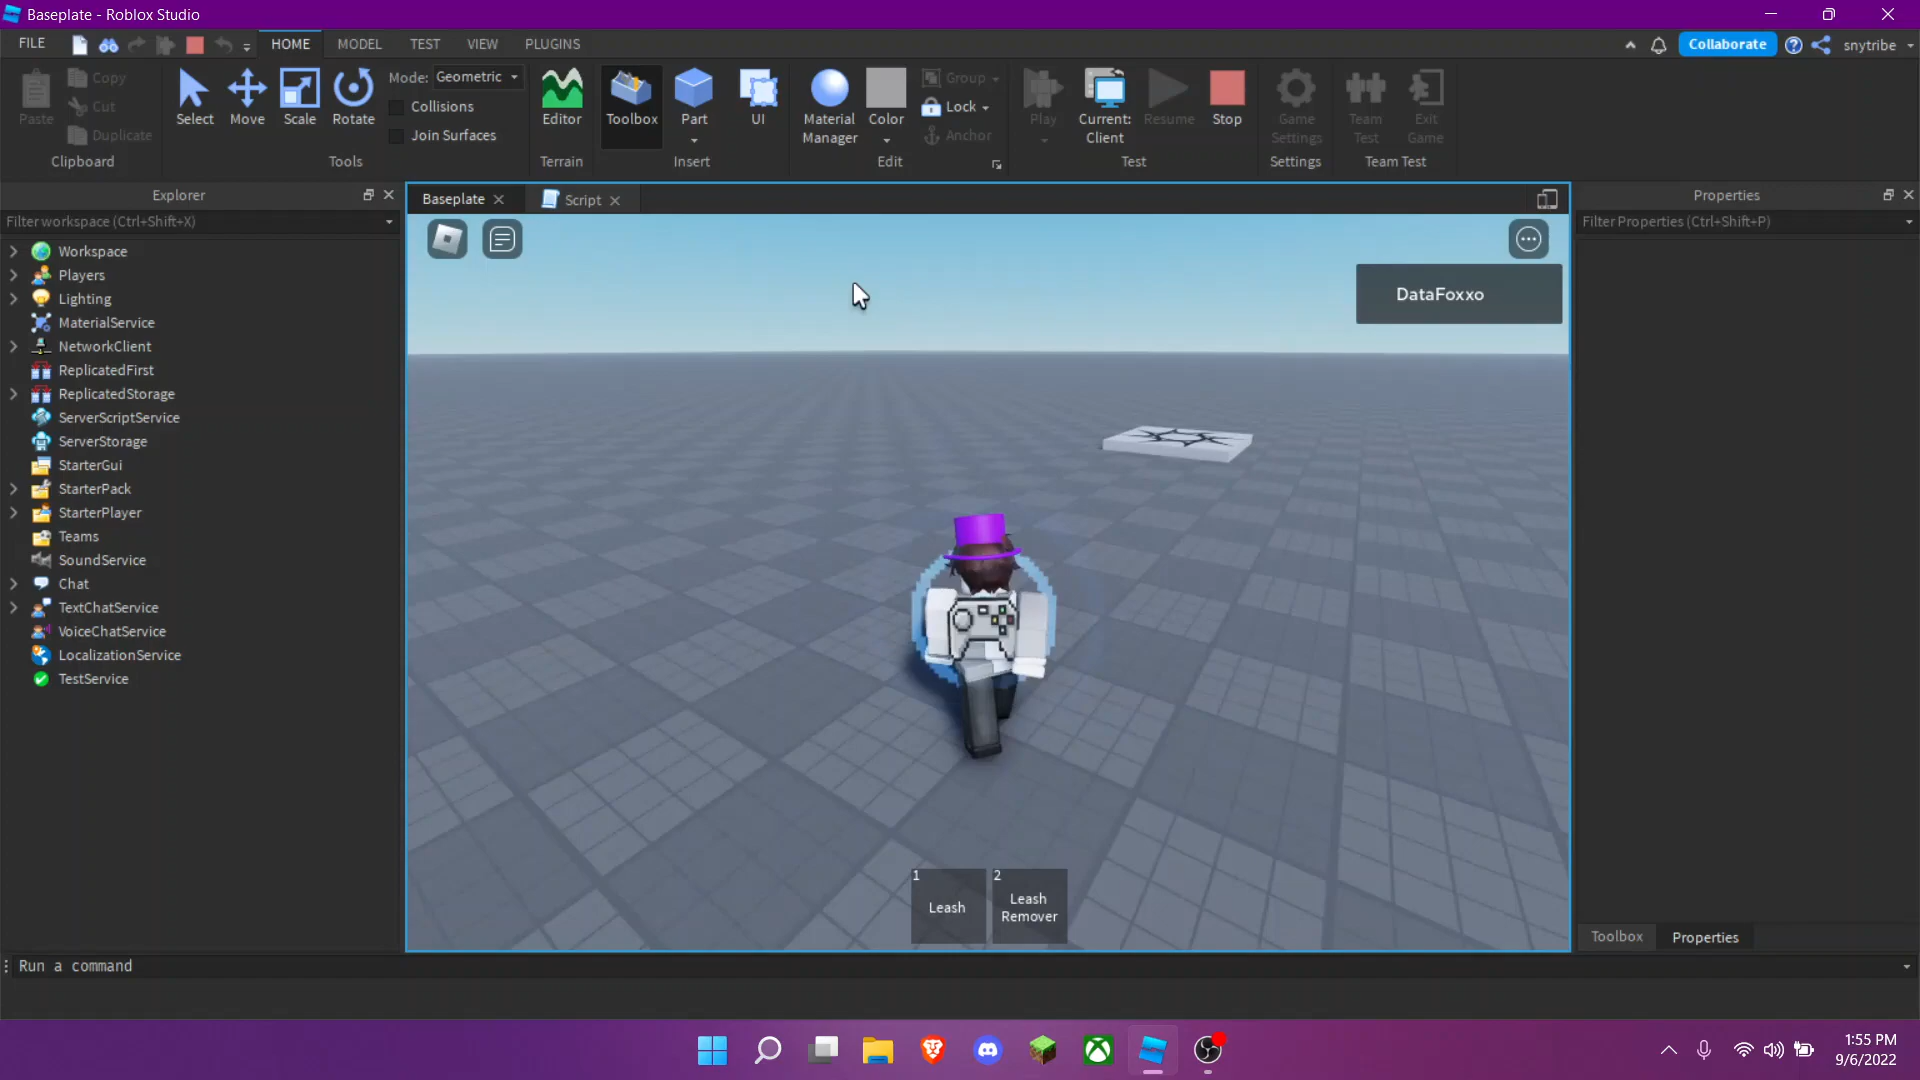 Baseplate - Roblox Studio
FILE
HOME
MODEL
TEST
VIEW
PLUGINS
Collaborate
snytribe
Paste
Copy
Cut
Duplicate
Clipboard
Select
Move
Scale
Rotate
Mode:
Geometric
Collisions
Join Surfaces
Tools
Editor
Terrain
Toolbox
Part
UI
Insert
Material
Manager
Color
Group
Lock
Anchor
Edit
Play
Current:
Client
Resume
Stop
Test
Game
Settings
Settings
Team
Test
Exit
Game
Team Test
Explorer
Filter workspace (Ctrl+Shift+X)
Workspace
Players
Lighting
MaterialService
NetworkClient
ReplicatedFirst
ReplicatedStorage
ServerScriptService
ServerStorage
StarterGui
StarterPack
StarterPlayer
Teams
SoundService
Chat
TextChatService
VoiceChatService
LocalizationService
TestService
Baseplate
Script
DataFoxxo
1
Leash
2
Leash
Remover
Properties
Filter Properties (Ctrl+Shift+P)
Toolbox
Properties
Run a command
1:55 PM
9/6/2022